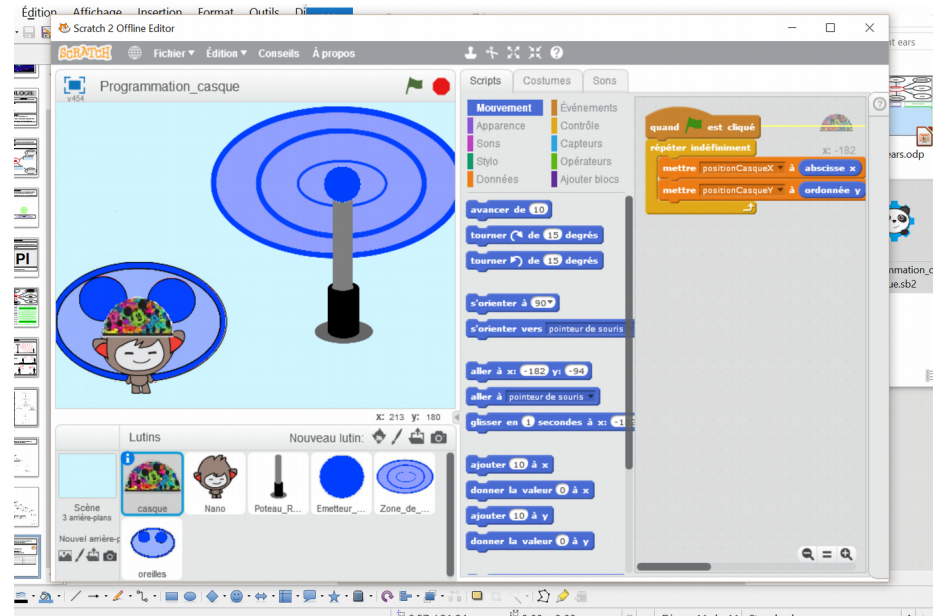 Édition Affichage Insertion Format Outils
Scratch 2 Offline Editor
SCRATCH Fichier Édition Conseils À propos
v454
Programmation_casque
Scripts Costumes Sons
Mouvement Événements
Apparence Contrôle
Sons Capteurs
Stylo Opérateurs
Données Ajouter blocs
avancer de 10
tourner de 15 degrés
tourner de 15 degrés
s'orienter à 90
s'orienter vers pointeur de souris
aller à x: -182 y: -94
aller à pointeur de souris
glisser en 1 secondes à x:
ajouter 10 à x
donner la valeur 0 à x
ajouter 10 à y
donner la valeur 0 à y
quand est cliqué
répéter indéfiniment
mettre positionCasqueX à abscisse x
mettre positionCasqueY à ordonnée y
x: -182
X: 213 Y: 180
Lutins
Nouveau lutin:
Scène
3 arrière-plans
Nouvel arrière-p
casque
Nano
Poteau_R...
Emetteur_...
Zone_de_...
oreilles
PI
nt ears
ears.odp
mation_c
ue.sb2